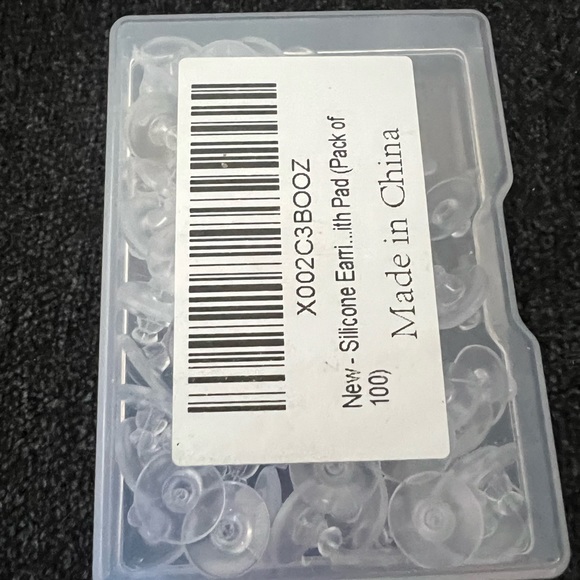 X002C3BOOZ
New - Silicone Earri...ith Pad (Pack of
100)
Made in China